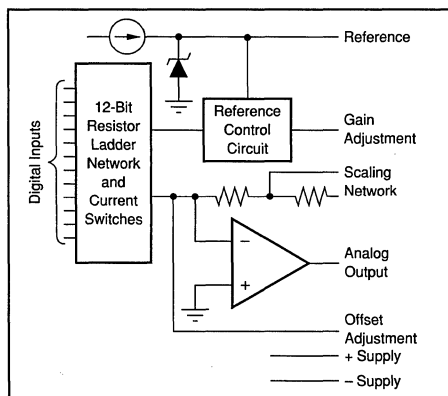 Reference
12-Bit
Resistor
Ladder
Network
and
Current
Switches
Digital Inputs
Reference
Control
Circuit
Gain
Adjustment
Scaling
Network
−
+
Analog
Output
Offset
Adjustment
+ Supply
− Supply